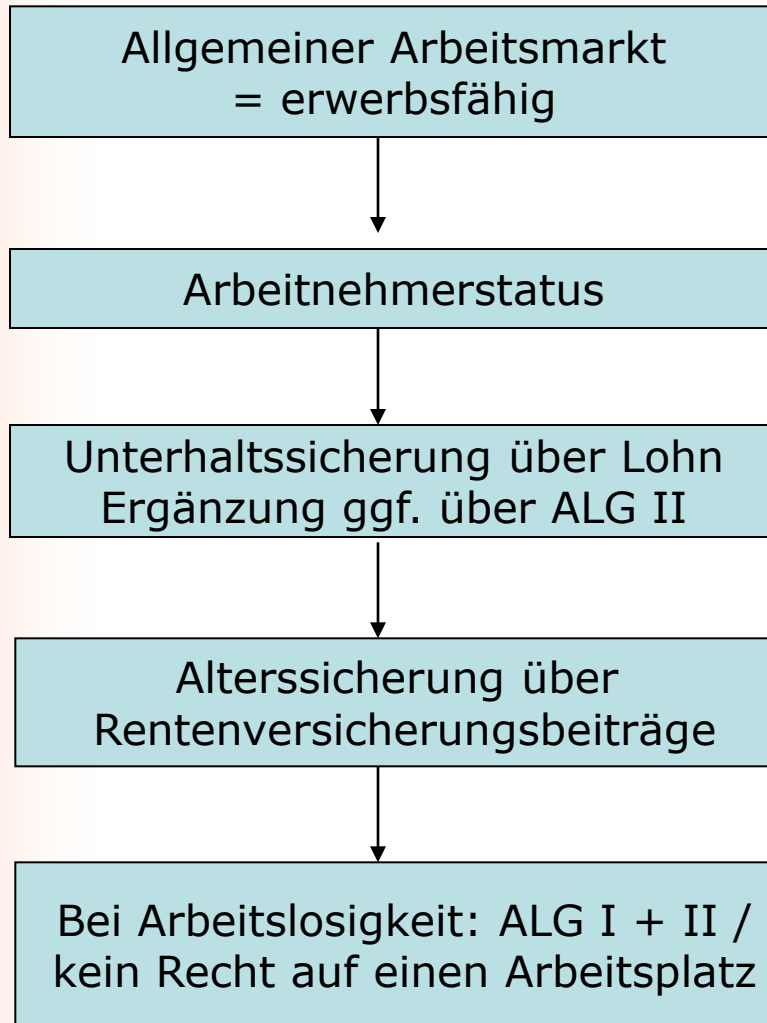 Allgemeiner Arbeitsmarkt
= erwerbsfähig
Arbeitnehmerstatus
Unterhaltssicherung über Lohn
Ergänzung ggf. über ALG II
Alterssicherung über
Rentenversicherungsbeiträge
Bei Arbeitslosigkeit: ALG I + II /
kein Recht auf einen Arbeitsplatz